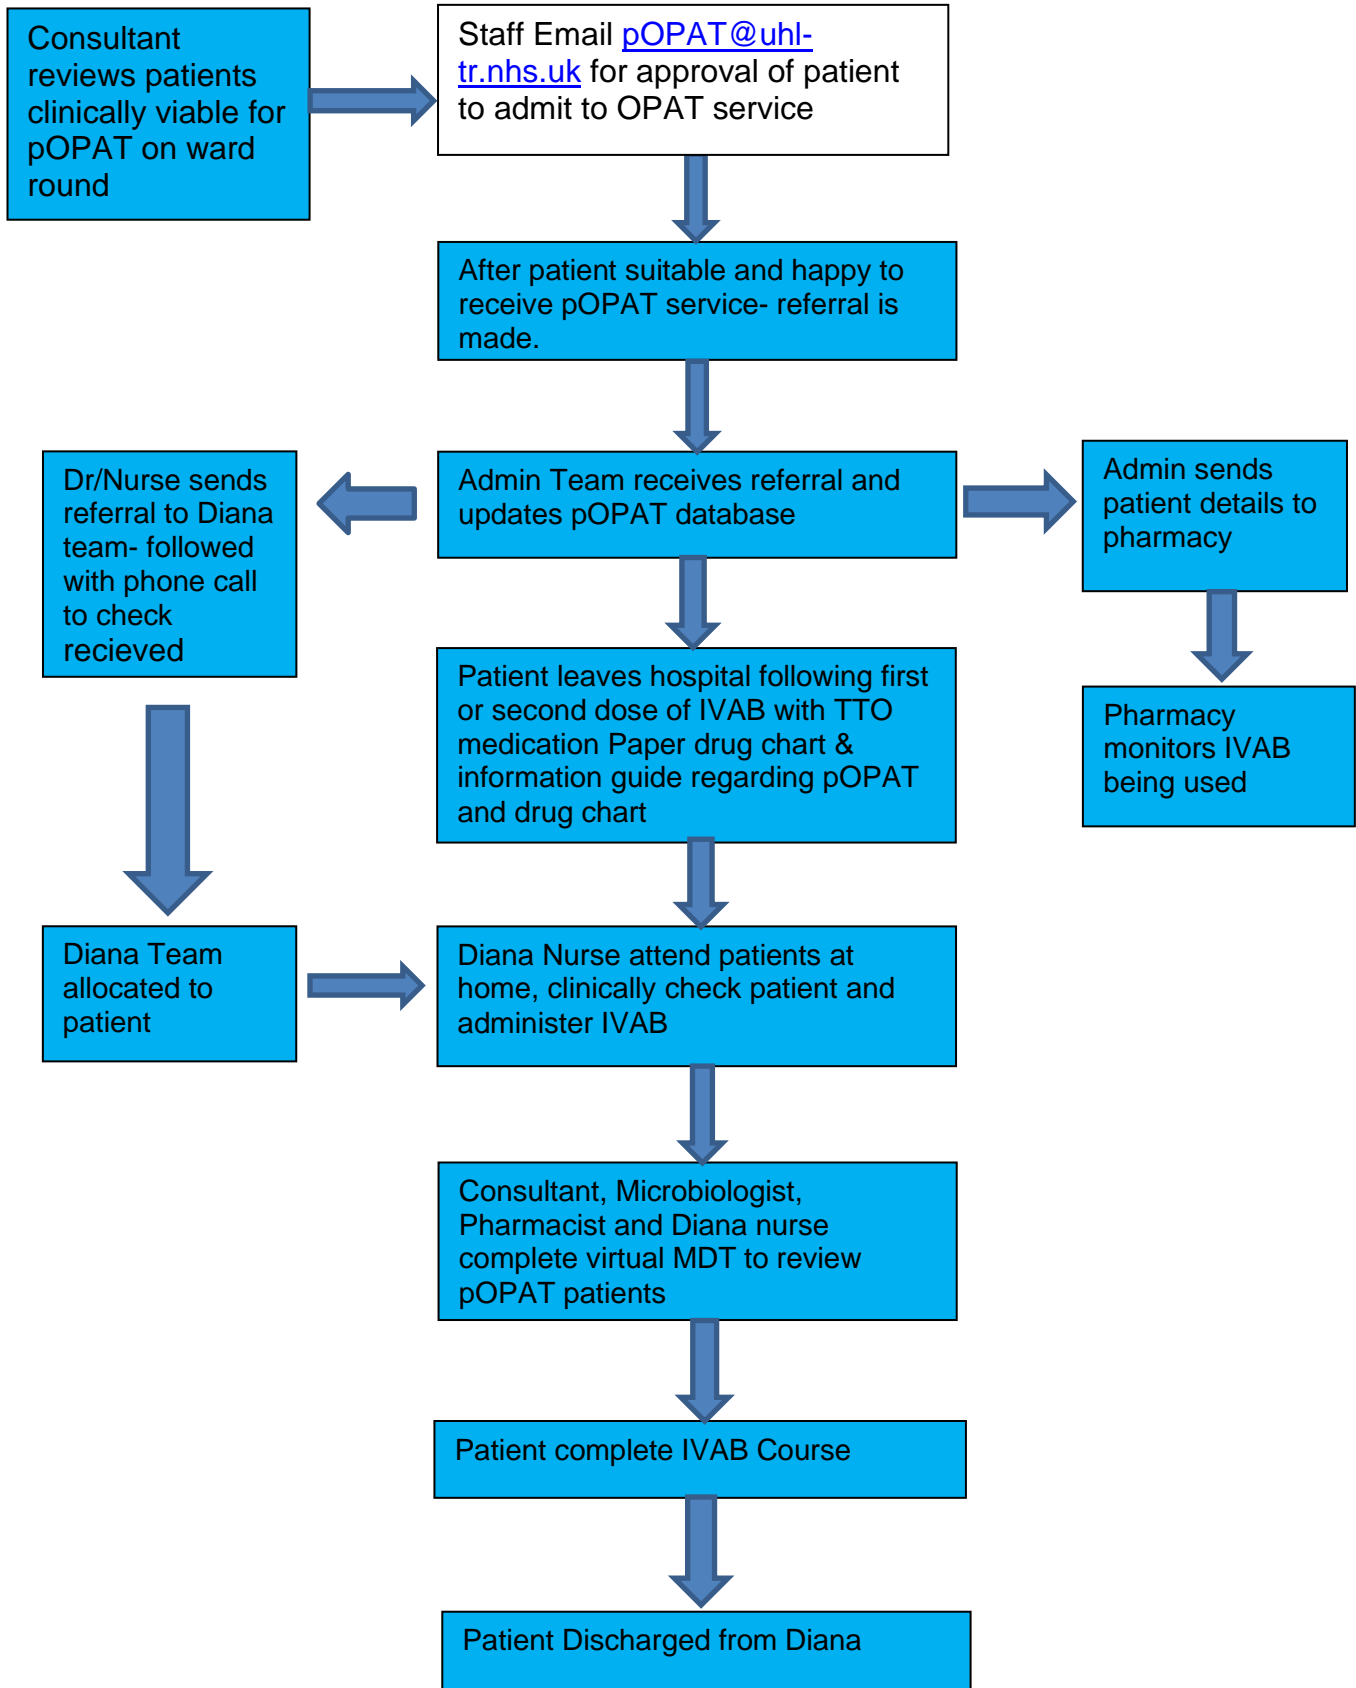 Consultant
reviews patients
clinically viable for
pOPAT on ward
round
Staff Email pOPAT@uhl-
tr.nhs.uk for approval of patient
to admit to OPAT service
After patient suitable and happy to
receive pOPAT service- referral is
made.
Dr/Nurse sends
referral to Diana
team- followed
with phone call
to check
recieved
Admin Team receives referral and
updates pOPAT database
Admin sends
patient details to
pharmacy
Patient leaves hospital following first
or second dose of IVAB with TTO
medication Paper drug chart &
information guide regarding pOPAT
and drug chart
Pharmacy
monitors IVAB
being used
Diana Team
allocated to
patient
Diana Nurse attend patients at
home, clinically check patient and
administer IVAB
Consultant, Microbiologist,
Pharmacist and Diana nurse
complete virtual MDT to review
pOPAT patients
Patient complete IVAB Course
Patient Discharged from Diana